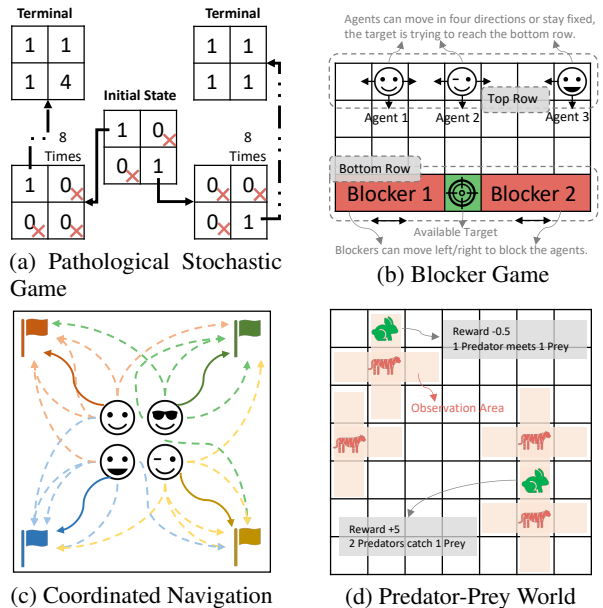 Terminal
1 1
1 4
Terminal
1 1
1 1
Initial State
1 0
0 1
8
Times
1 0
0 0
8
Times
0 0
0 1
(a) Pathological Stochastic
Game
Agents can move in four directions or stay fixed,
the target is trying to reach the bottom row.
Top Row
Agent 1
Agent 2
Agent 3
Bottom Row
Blocker 1
Blocker 2
Available Target
Blockers can move left/right to block the agents.
(b) Blocker Game
(c) Coordinated Navigation
Reward -0.5
1 Predator meets 1 Prey
Observation Area
Reward +5
2 Predators catch 1 Prey
(d) Predator-Prey World